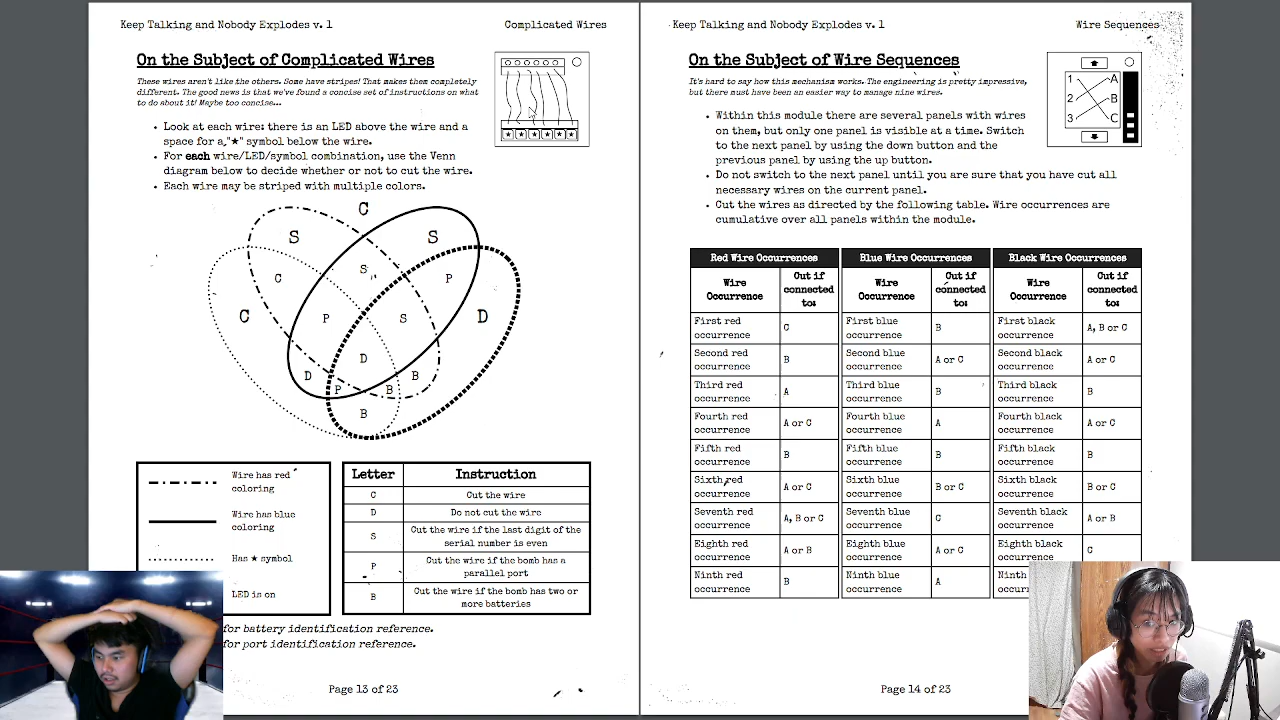 Keep Talking and Nobody Explodes v. 1
Complicated Wires
On the Subject of Complicated Wires
These wires aren't like the others. Some have stripes! That makes them completely
different. The good news is that we've found a concise set of instructions on what
to do about it! Maybe too concise...
• Look at each wire: there is an LED above the wire and a
space for a "★" symbol below the wire.
• For each wire/LED/symbol combination, use the Venn
diagram below to decide whether or not to cut the wire.
• Each wire may be striped with multiple colors.
C
S S
S
C P
P
C S D
D
D B
P B
B
Wire has red
coloring
Wire has blue
coloring
Has ★ symbol
LED is on
Letter Instruction
C Cut the wire
D Do not cut the wire
S Cut the wire if the last digit of the
serial number is even
P Cut the wire if the bomb has a
parallel port
B Cut the wire if the bomb has two or
more batteries
for battery identification reference.
for port identification reference.
Page 13 of 23
Keep Talking and Nobody Explodes v. 1
Wire Sequences
On the Subject of Wire Sequences
It's hard to say how this mechanism works. The engineering is pretty impressive,
but there must have been an easier way to manage nine wires.
1 A
2 B
3 C
• Within this module there are several panels with wires
on them, but only one panel is visible at a time. Switch
to the next panel by using the down button and the
previous panel by using the up button.
• Do not switch to the next panel until you are sure that you have cut all
necessary wires on the current panel.
• Cut the wires as directed by the following table. Wire occurrences are
cumulative over all panels within the module.
Red Wire Occurrences
Wire Occurrence Cut if connected to:
First red occurrence C
Second red occurrence B
Third red occurrence A
Fourth red occurrence A or C
Fifth red occurrence B
Sixth red occurrence A or C
Seventh red occurrence A, B or C
Eighth red occurrence A or B
Ninth red occurrence B
Blue Wire Occurrences
Wire Occurrence Cut if connected to:
First blue occurrence B
Second blue occurrence A or C
Third blue occurrence B
Fourth blue occurrence A
Fifth blue occurrence B
Sixth blue occurrence B or C
Seventh blue occurrence C
Eighth blue occurrence A or C
Ninth blue occurrence A
Black Wire Occurrences
Wire Occurrence Cut if connected to:
First black occurrence A, B or C
Second black occurrence A or C
Third black occurrence B
Fourth black occurrence A or C
Fifth black occurrence B
Sixth black occurrence B or C
Seventh black occurrence A or B
Eighth black occurrence C
Ninth
Page 14 of 23